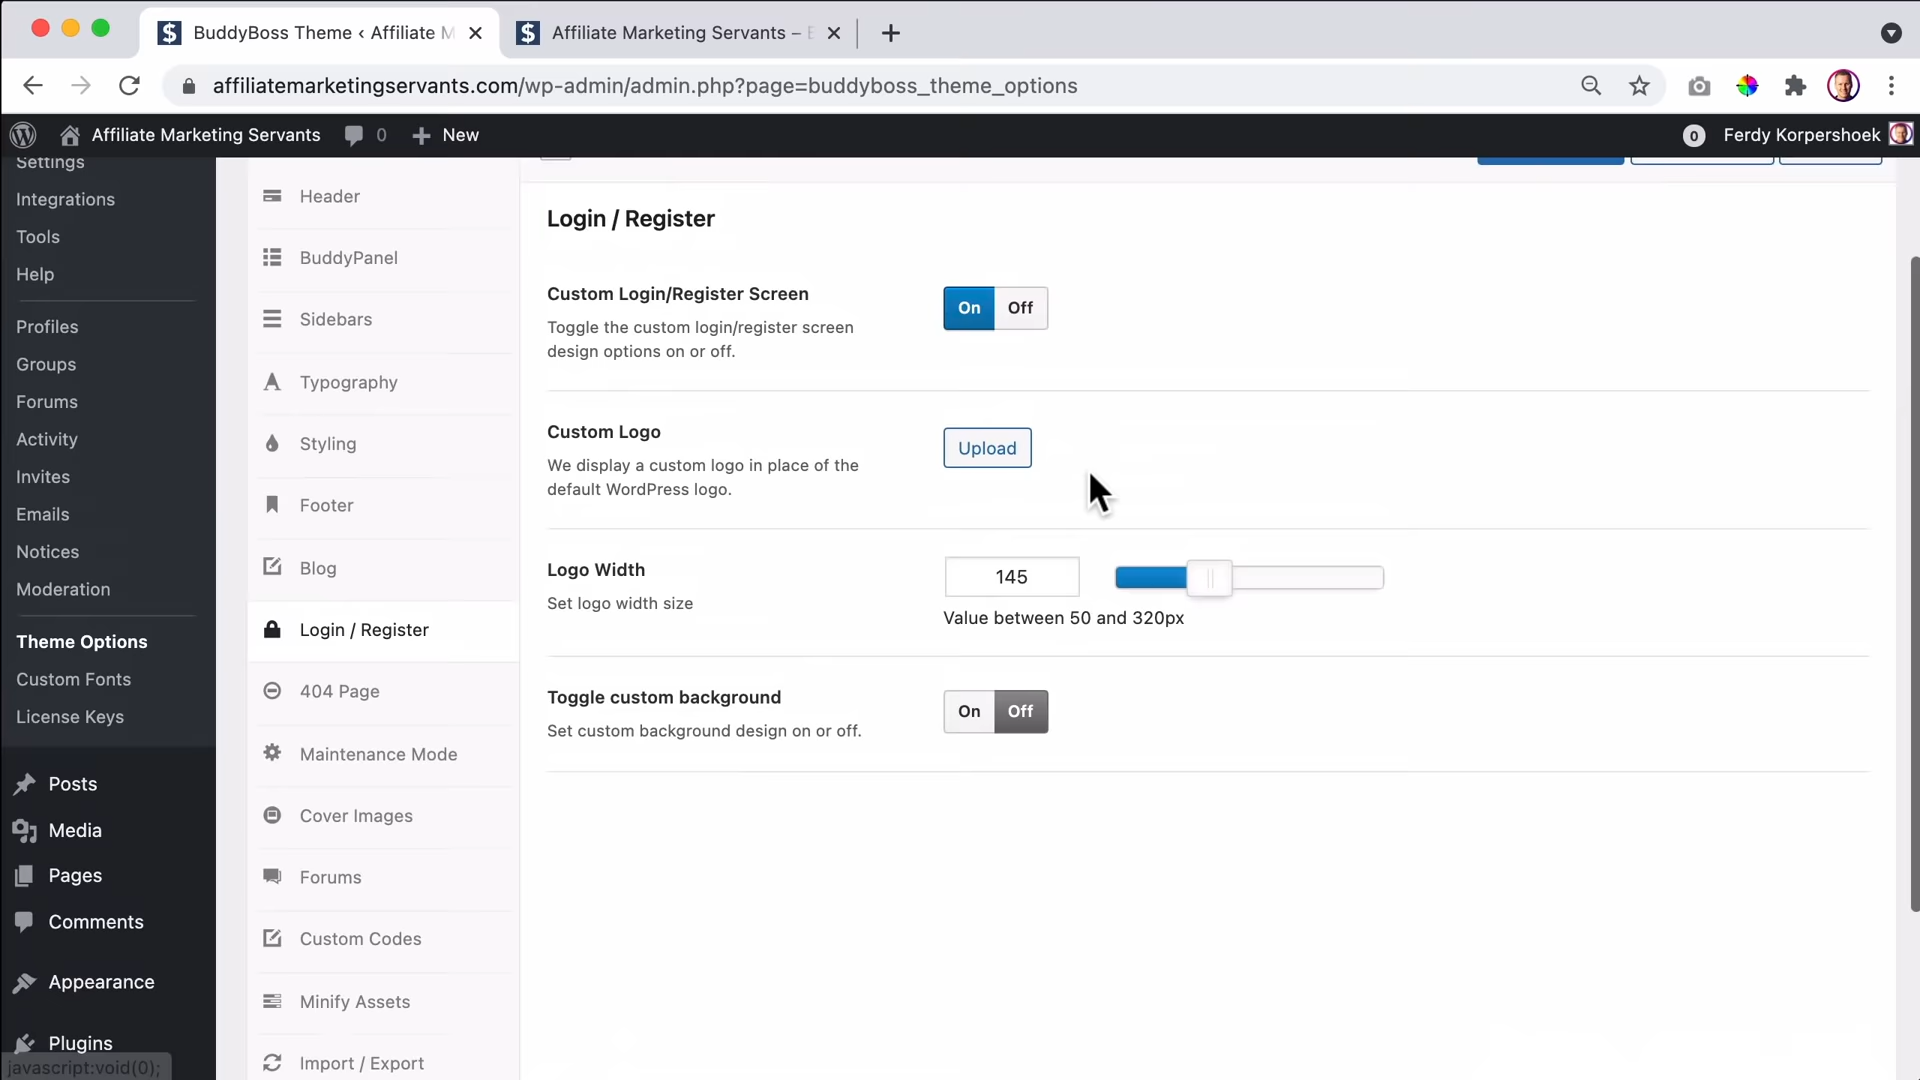 BuddyBoss Theme ‹ Affiliate M
Affiliate Marketing Servants – E
affiliatemarketingservants.com/wp-admin/admin.php?page=buddyboss_theme_options
Affiliate Marketing Servants
0
New
0
Ferdy Korpershoek
Settings
Integrations
Tools
Help
Profiles
Groups
Forums
Activity
Invites
Emails
Notices
Moderation
Theme Options
Custom Fonts
License Keys
Posts
Media
Pages
Comments
Appearance
Plugins
javascript:void(0);
Header
BuddyPanel
Sidebars
Typography
Styling
Footer
Blog
Login / Register
404 Page
Maintenance Mode
Cover Images
Forums
Custom Codes
Minify Assets
Import / Export
Login / Register
Custom Login/Register Screen
Toggle the custom login/register screen
design options on or off.
On Off
Custom Logo
We display a custom logo in place of the
default WordPress logo.
Upload
Logo Width
Set logo width size
145
Value between 50 and 320px
Toggle custom background
Set custom background design on or off.
On Off